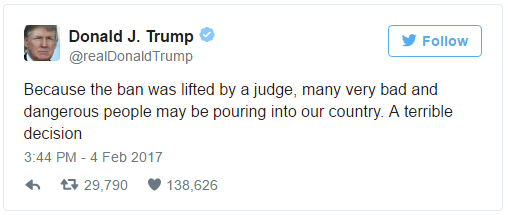 Donald J. Trump
Follow
@realDonaldTrump
Because the ban was lifted by a judge, many very bad and
dangerous people may be pouring into our country. A terrible
decision
3:44 PM - 4 Feb 2017
29,790 138,626